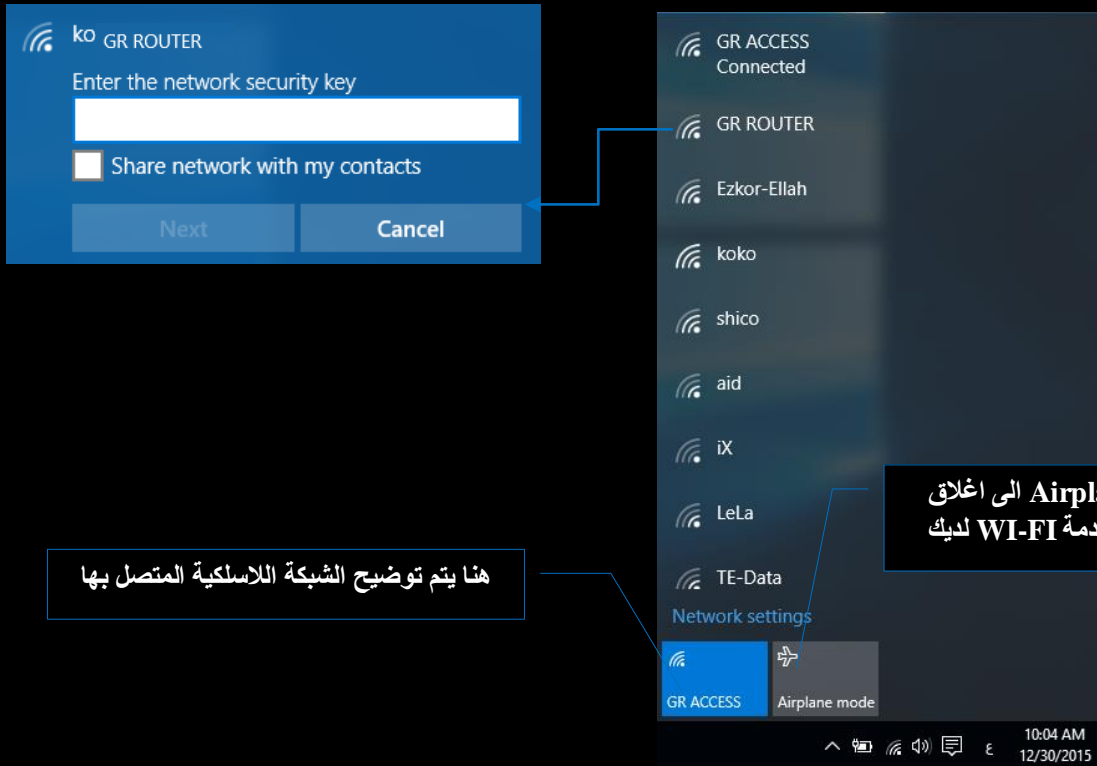 ko GR ROUTER
Enter the network security key
Share network with my contacts
Next
Cancel
GR ACCESS
Connected
GR ROUTER
Ezkor-Ellah
koko
shico
aid
iX
LeLa
TE-Data
Network settings
GR ACCESS
Airplane mode
الى اغلاق
WI-FI لديك
هنا يتم توضيح الشبكة اللاسلكية المتصل بها
ع
10:04 AM
12/30/2015